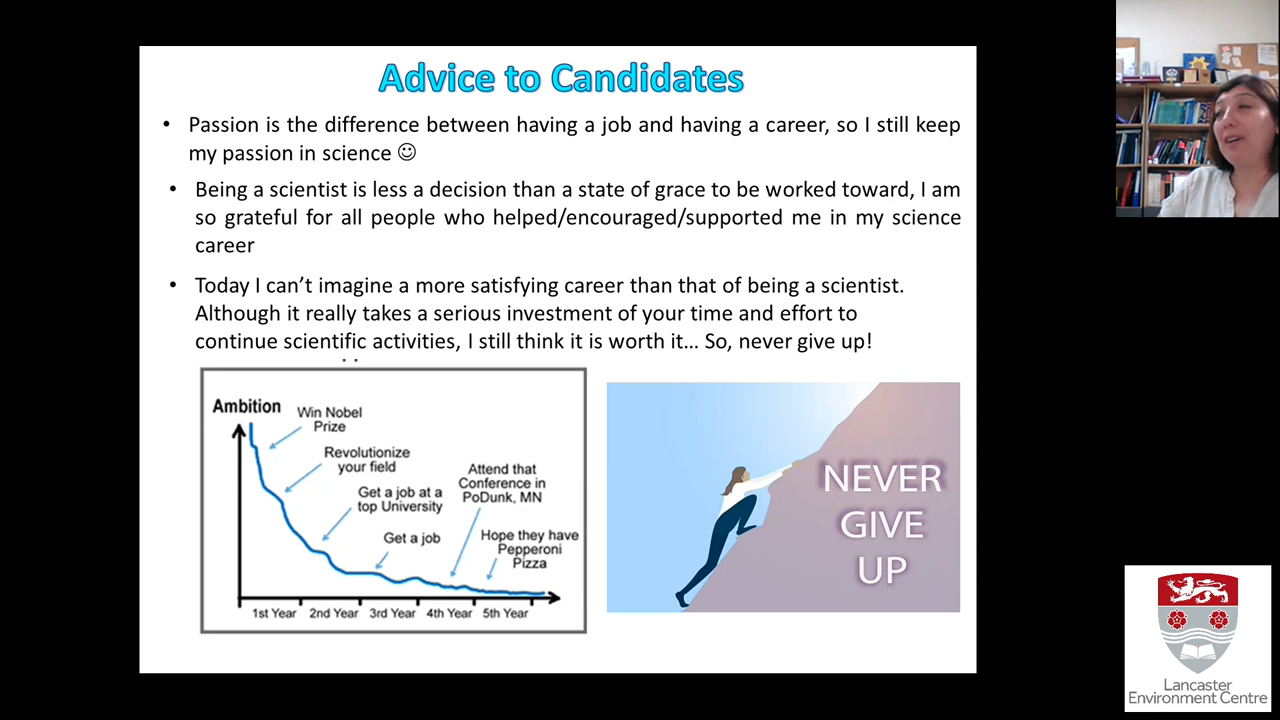 Advice to Candidates
• Passion is the difference between having a job and having a career, so I still keep
my passion in science ☺
• Being a scientist is less a decision than a state of grace to be worked toward, I am
so grateful for all people who helped/encouraged/supported me in my science
career
• Today I can't imagine a more satisfying career than that of being a scientist.
Although it really takes a serious investment of your time and effort to
continue scientific activities, I still think it is worth it... So, never give up!
Ambition
Win Nobel
Prize
Revolutionize
your field
Get a job at a
top University
Get a job
Attend that
Conference in
PoDunk, MN
Hope they have
Pepperoni
Pizza
1st Year 2nd Year 3rd Year 4th Year 5th Year
NEVER
GIVE
UP
Lancaster
Environment Centre